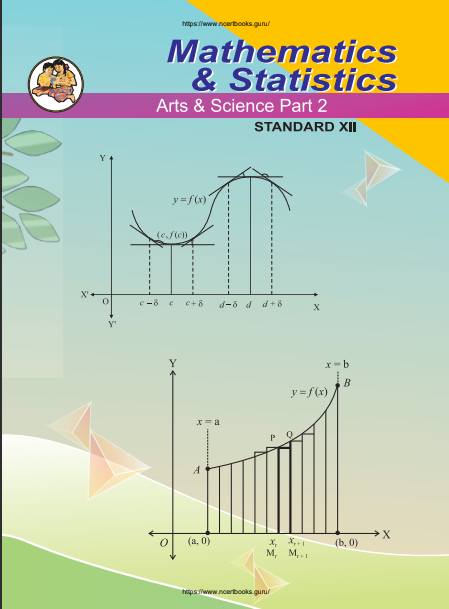 https://www.ncertbooks.guru/
Mathematics
& Statistics
Arts & Science Part 2
STANDARD XII
Y
y = f (x)
(c, f (c))
X' O c – δ c c + δ d – δ d d + δ X
Y'
Y x = b
y = f (x) B
x = a
P Q
A
O (a, 0) xᵣ xᵣ₊₁ (b, 0) X
Mᵣ Mᵣ₊₁
https://www.ncertbooks.guru/